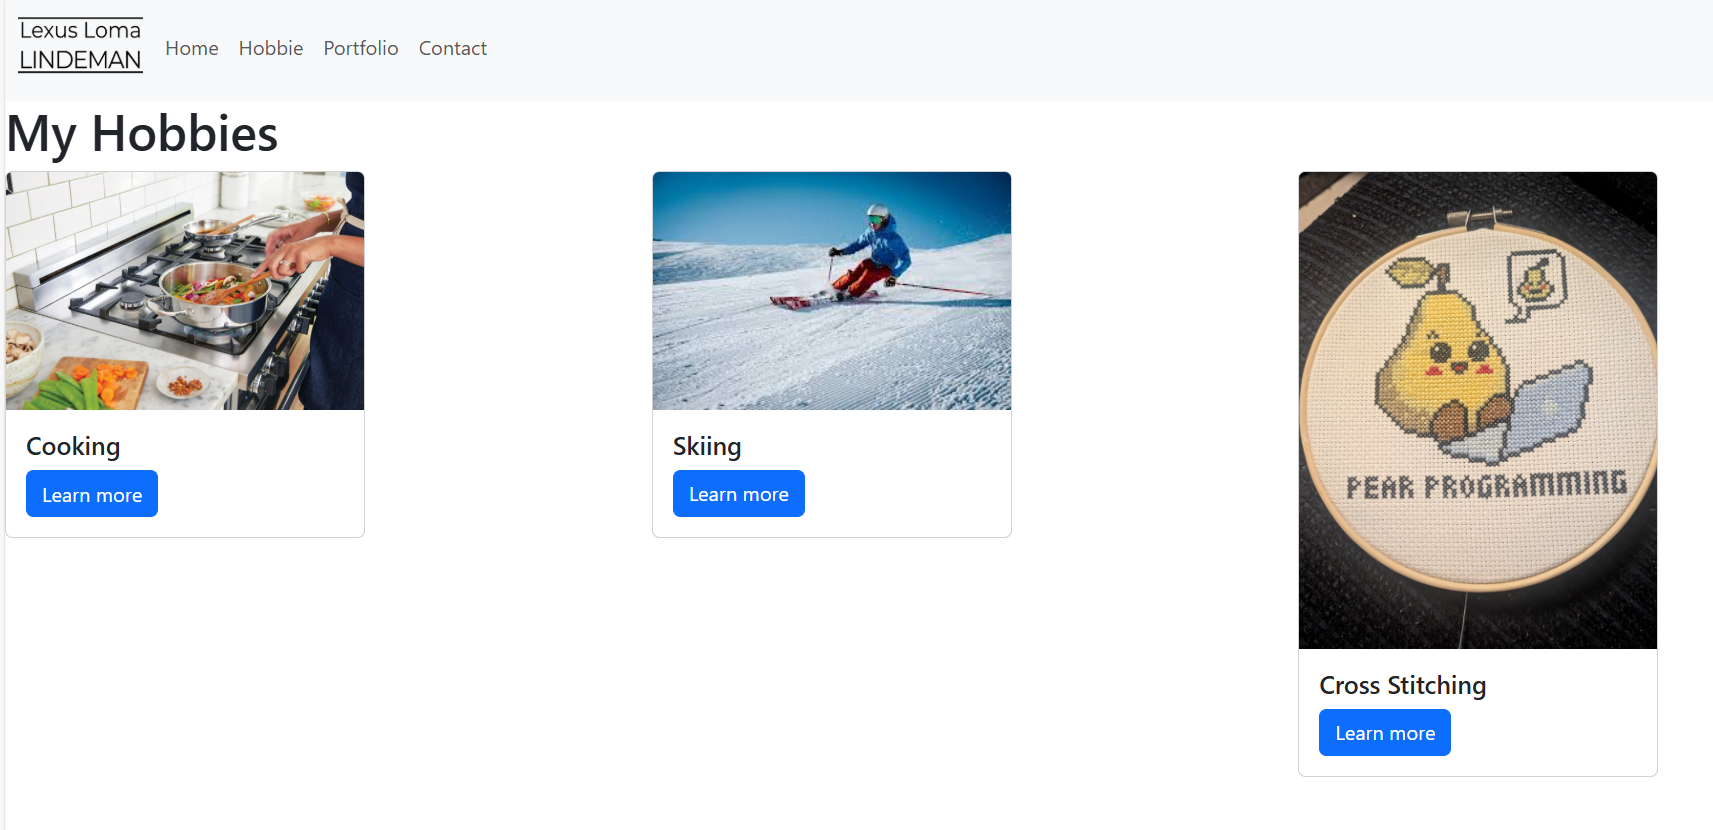 Lexus Loma
LINDEMAN
Home Hobbie Portfolio Contact
My Hobbies
Cooking
Learn more
Skiing
Learn more
PEAR PROGRAMMING
Cross Stitching
Learn more